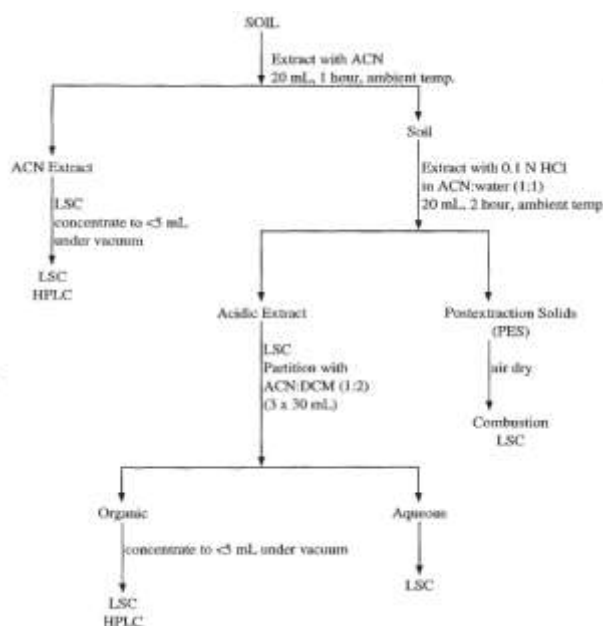 SOIL
Extract with ACN
20 mL, 1 hour, ambient temp.
Soil
ACN Extract
Extract with 0.1 N HCl
in ACN:water (1:1)
20 mL, 2 hour, ambient temp
LSC
concentrate to <5 mL
under vacuum
LSC
HPLC
Acidic Extract
Postextraction Solids
(PES)
LSC
Partition with
ACN:DCM (1:2)
(3 x 30 mL)
air dry
Combustion
LSC
Organic
Aqueous
concentrate to <5 mL under vacuum
LSC
LSC
HPLC